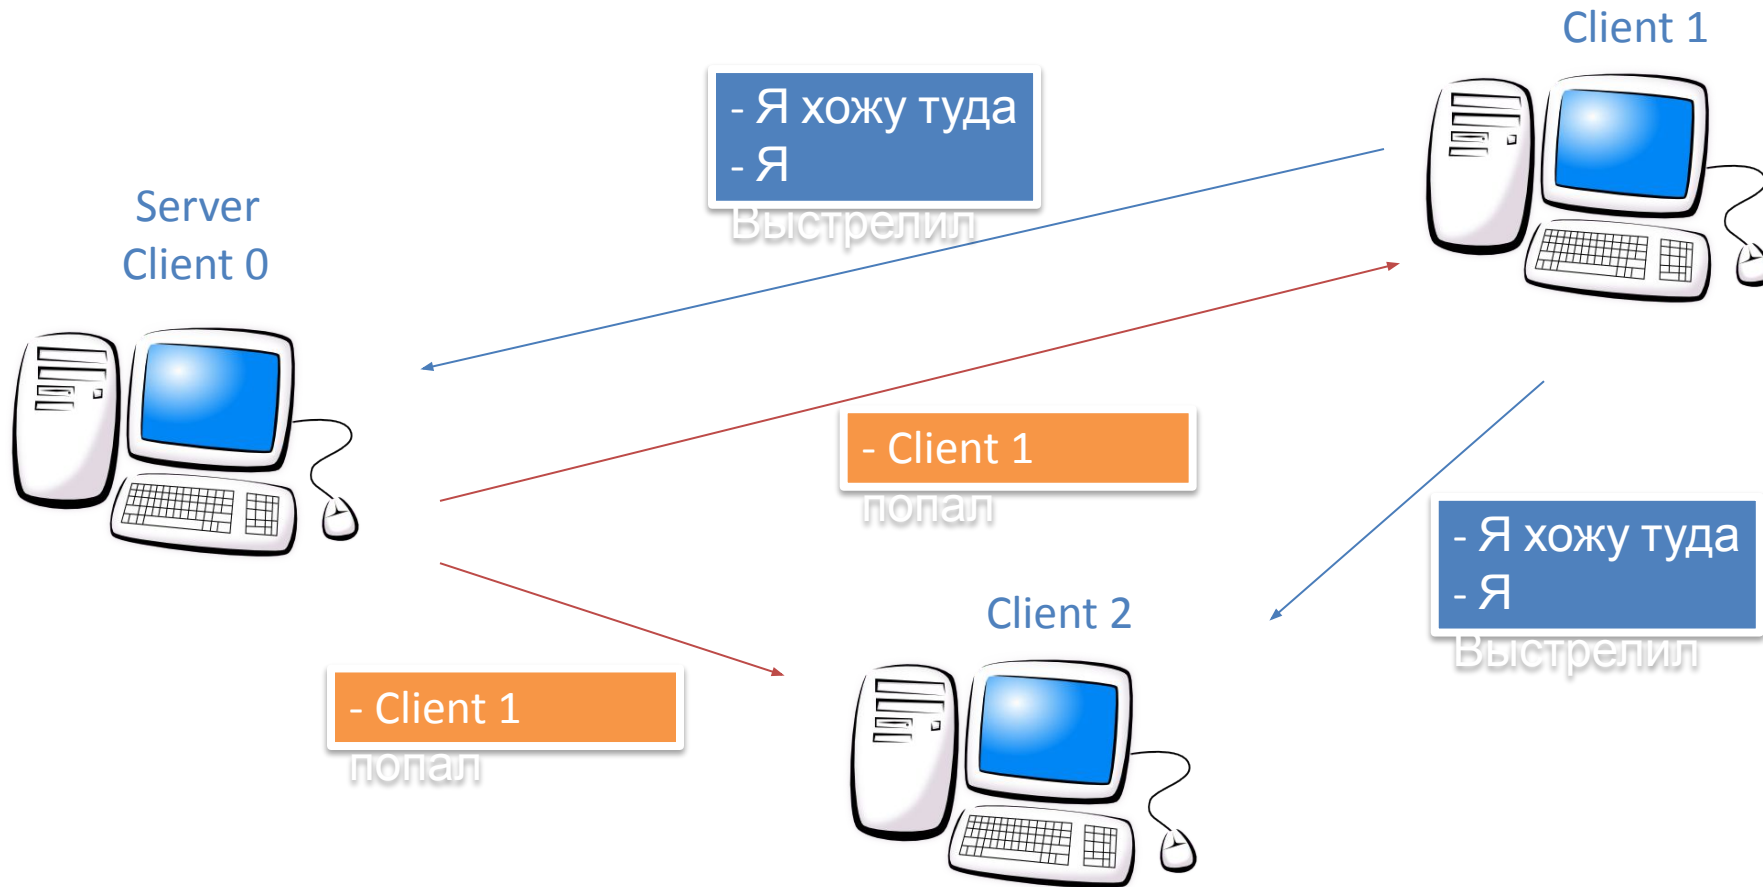 Client 1
- Я хожу туда
- Я
Выстрелил
Server
Client 0
- Client 1
попал
- Я хожу туда
- Я
Выстрелил
Client 2
- Client 1
попал